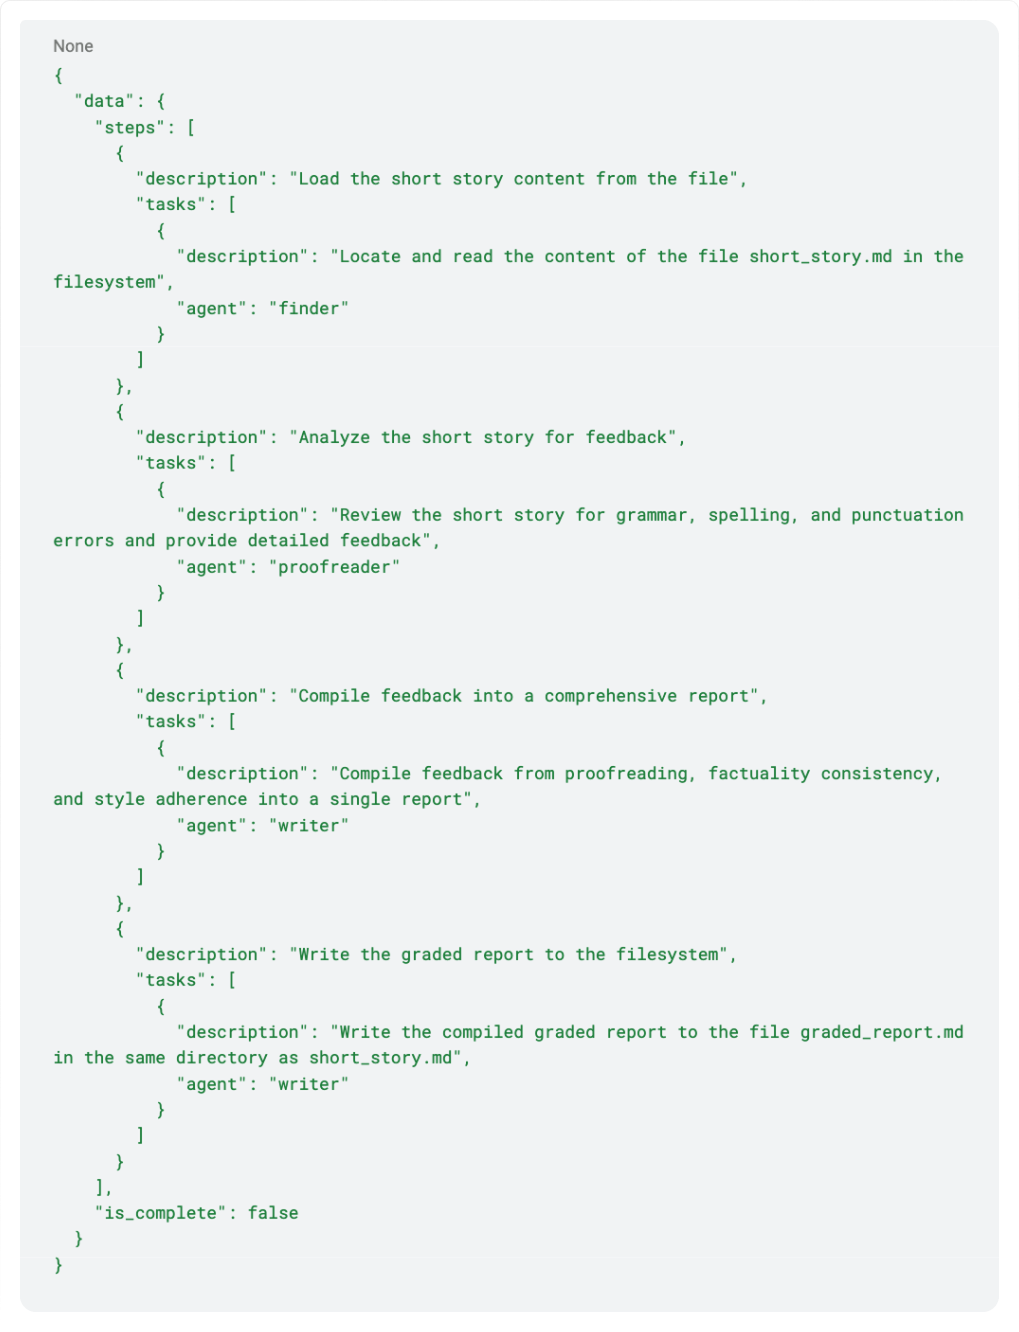 None
{
  "data": {
    "steps": [
      {
        "description": "Load the short story content from the file",
        "tasks": [
          {
            "description": "Locate and read the content of the file short_story.md in the
filesystem",
            "agent": "finder"
          }
        ]
      },
      {
        "description": "Analyze the short story for feedback",
        "tasks": [
          {
            "description": "Review the short story for grammar, spelling, and punctuation
errors and provide detailed feedback",
            "agent": "proofreader"
          }
        ]
      },
      {
        "description": "Compile feedback into a comprehensive report",
        "tasks": [
          {
            "description": "Compile feedback from proofreading, factuality consistency,
and style adherence into a single report",
            "agent": "writer"
          }
        ]
      },
      {
        "description": "Write the graded report to the filesystem",
        "tasks": [
          {
            "description": "Write the compiled graded report to the file graded_report.md
in the same directory as short_story.md",
            "agent": "writer"
          }
        ]
      }
    ],
    "is_complete": false
  }
}